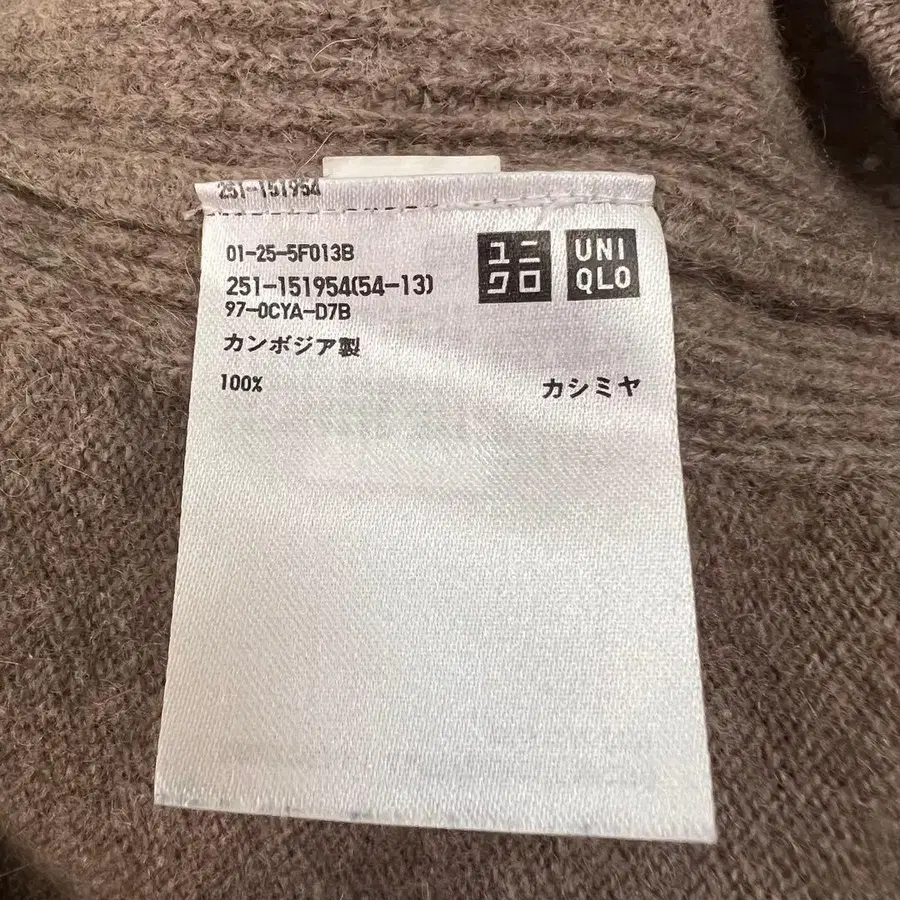 251-151954
01-25-5F013B
251-151954(54-13)
97-0CYA-D7B
カンボジア製
100% カシミヤ
ユニ
クロ
UNI
QLO